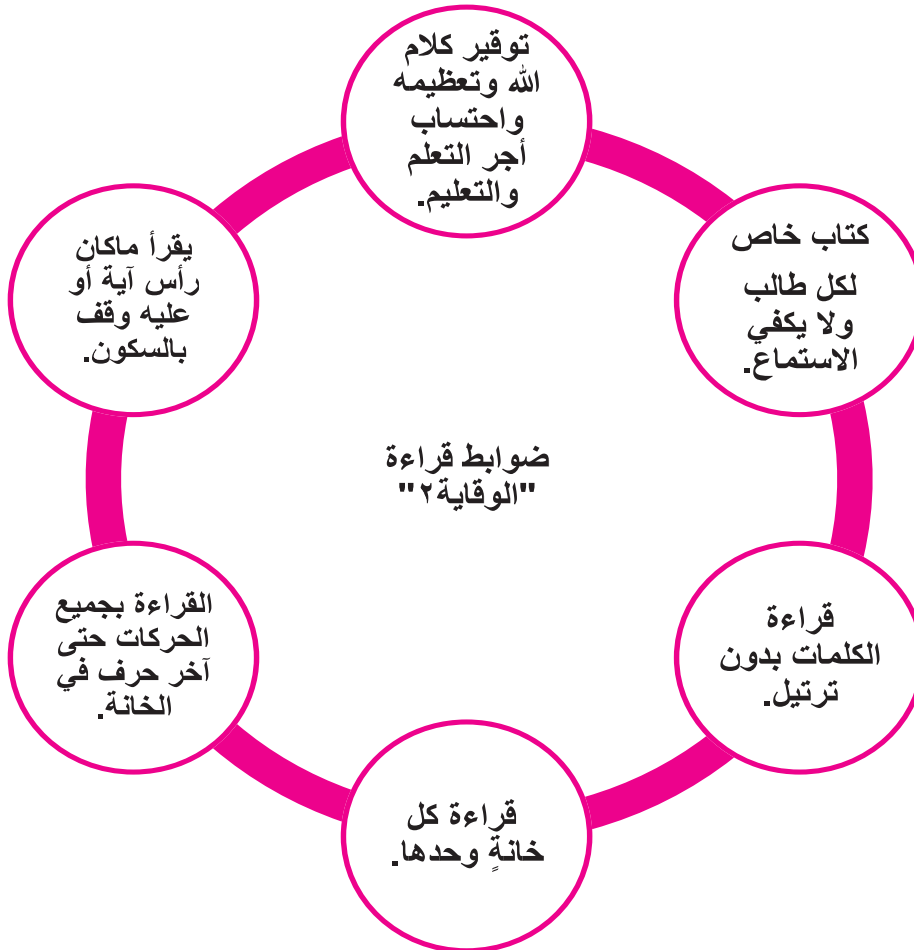 توقير كلام
الله وتعظيمه
واحتساب
أجر التعلم
والتعليم.
كتاب خاص
لكل طالب
ولا يكفي
الاستماع.
قراءة
الكلمات بدون
ترتيل.
قراءة كل
خانةٍ وحدها.
القراءة بجميع
الحركات حتى
آخر حرف في
الخانة.
يقرأ ماكان
رأس آية أو
عليه وقف
بالسكون.
ضوابط قراءة
"الوقاية٢"